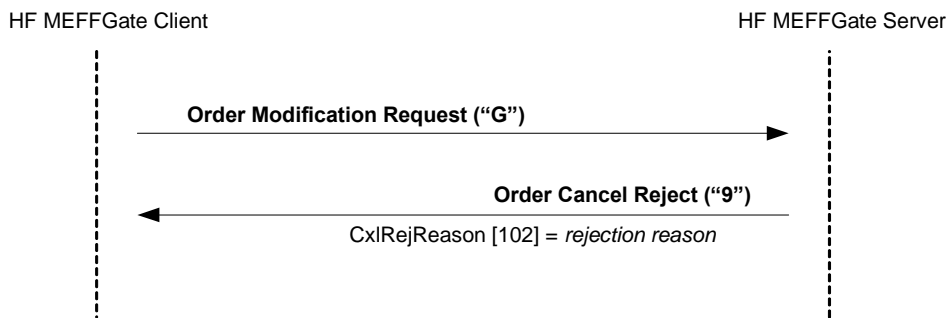 HF MEFFGate Client
HF MEFFGate Server
Order Modification Request (“G”)
Order Cancel Reject (“9”)
CxlRejReason [102] = rejection reason